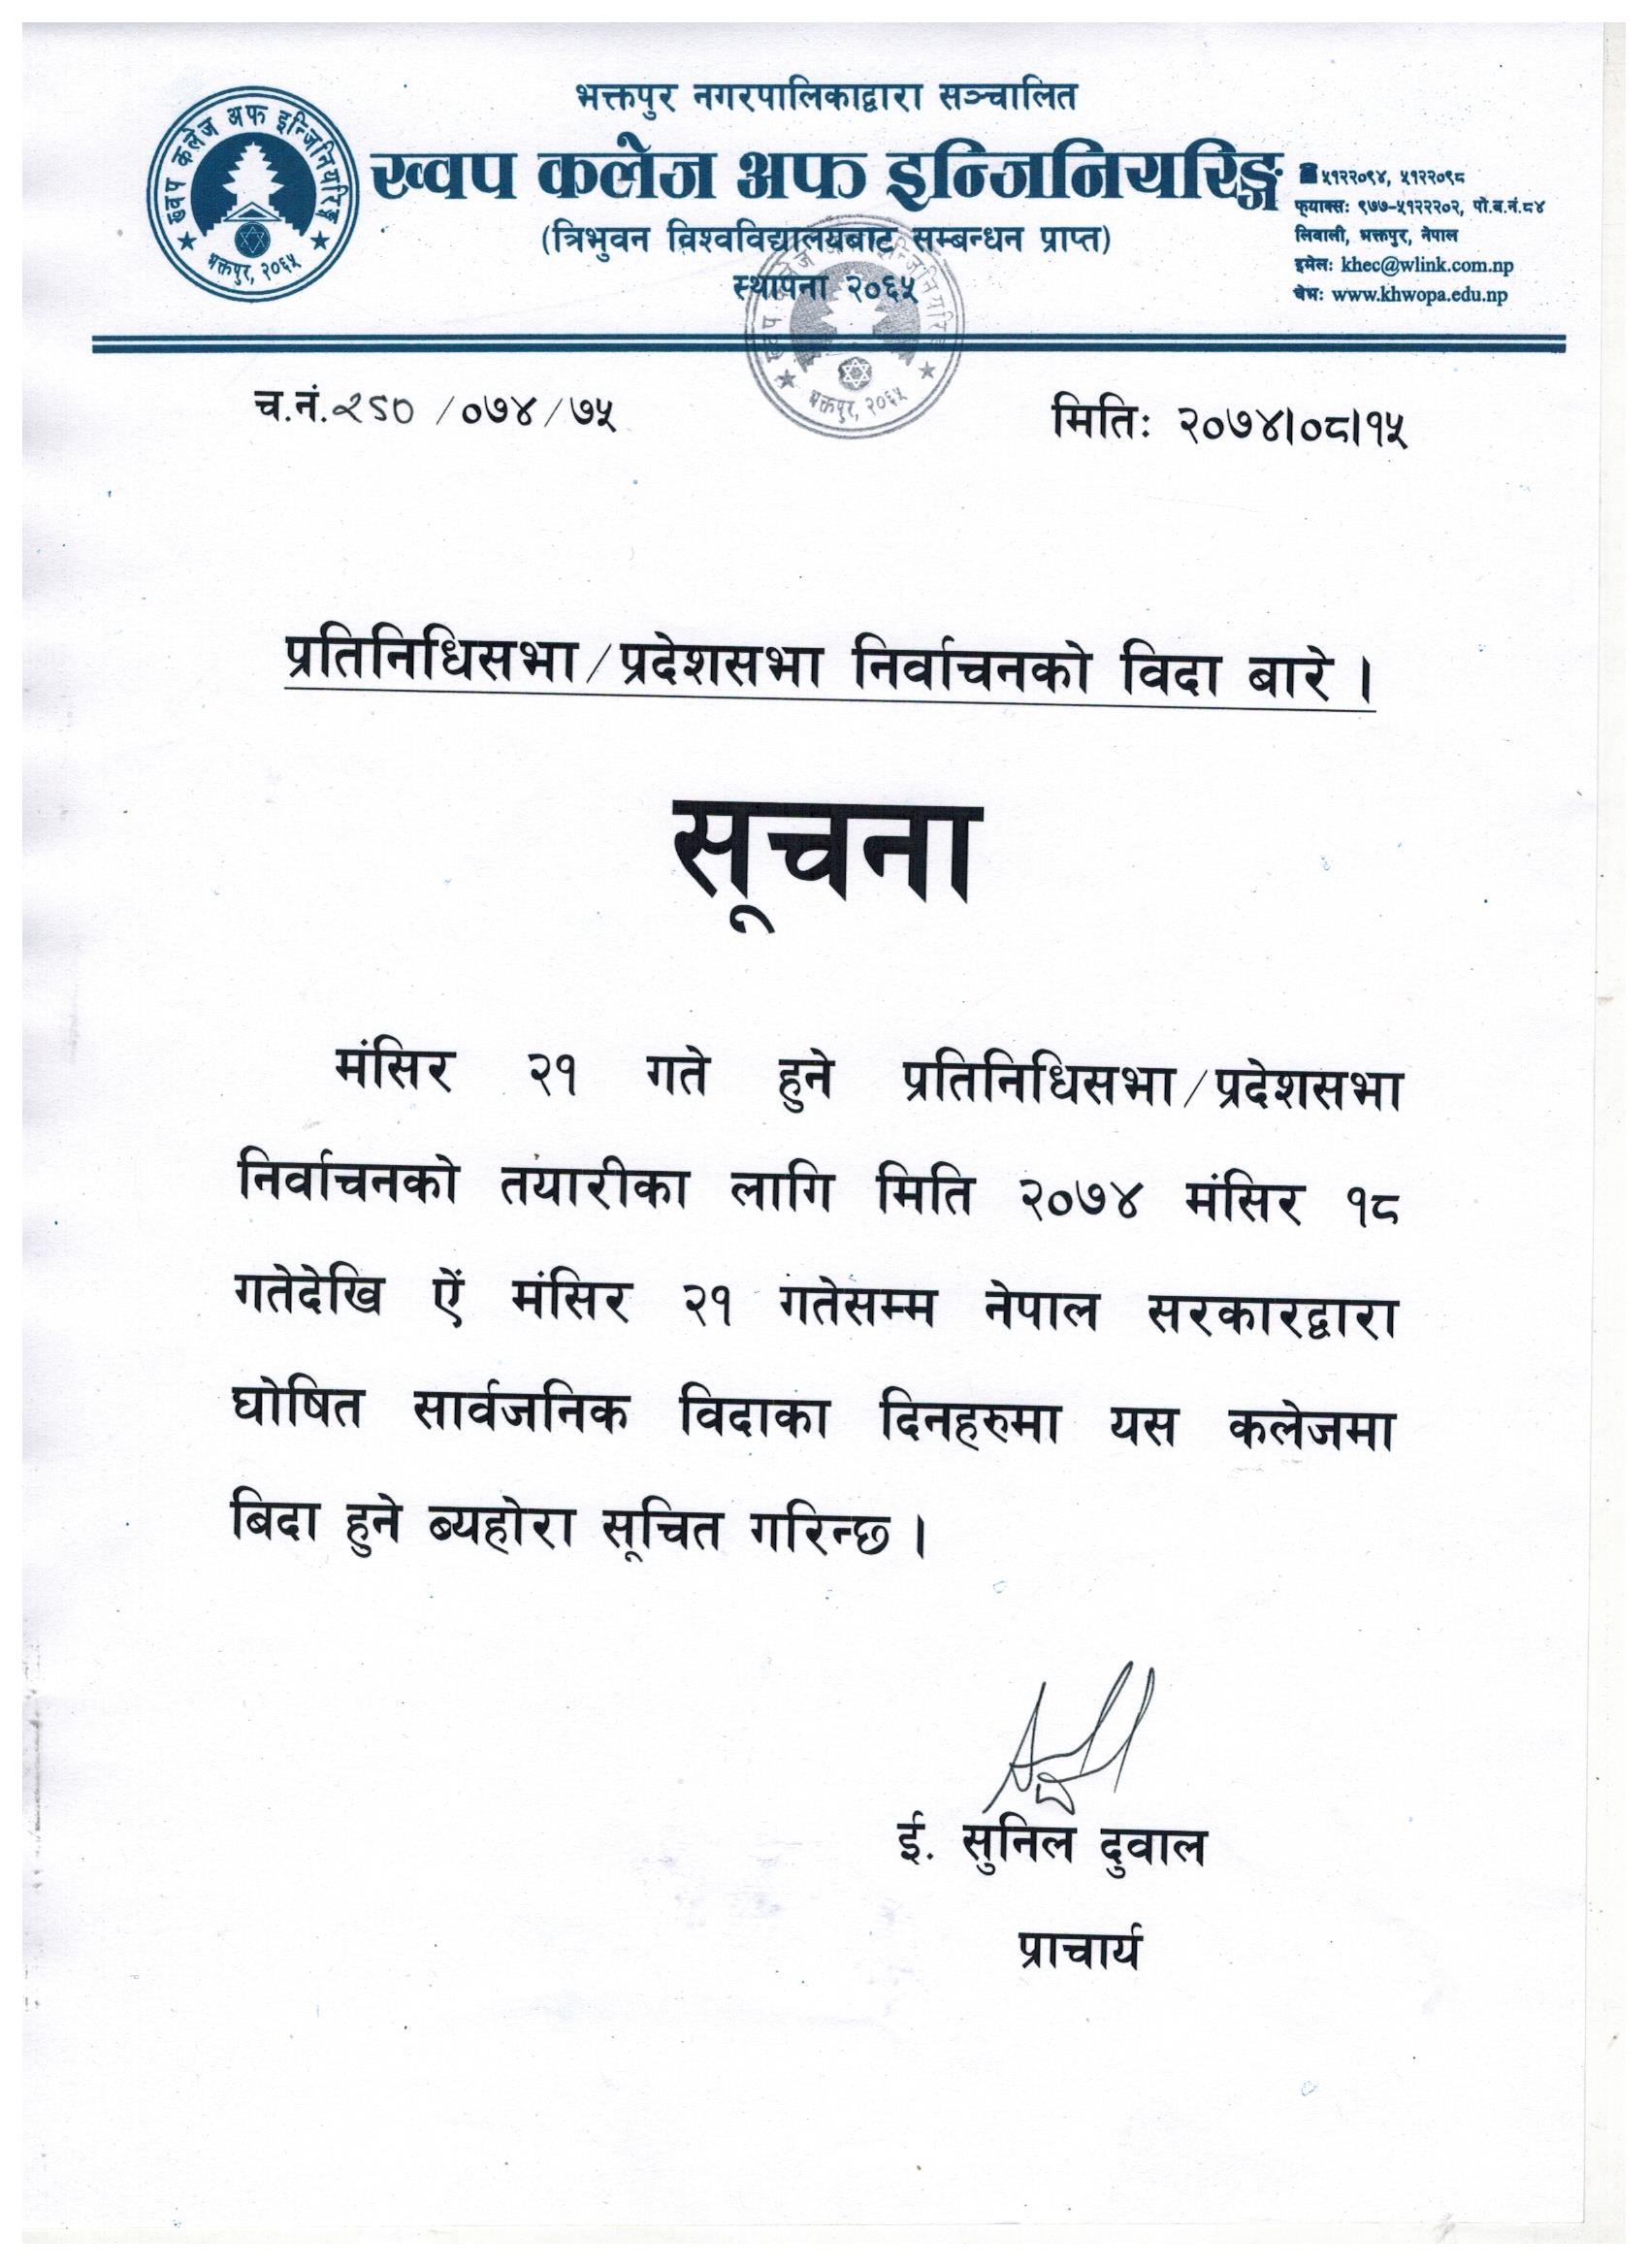 भक्तपुर नगरपालिकाद्वारा सञ्चालित
ख्वप कलेज अफ इन्जिनियरिङ्ग
(त्रिभुवन विश्वविद्यालयबाट सम्बन्धन प्राप्त)
स्थापना २०६५
ख्वप कलेज अफ इन्जिनियरिङ्ग
भक्तपुर, २०६५
☎ ५१२२०९४, ५१२२०९८
फ्याक्स: ९७७-५१२२२०२, पो.ब.नं.८४
लिवाली, भक्तपुर, नेपाल
इमेल: khec@wlink.com.np
वेभ: www.khwopa.edu.np
भक्तपुर, २०६५
च.नं.२९० /०७४/७५
मितिः २०७४।०८।१५
प्रतिनिधिसभा/प्रदेशसभा निर्वाचनको विदा बारे ।
सूचना
मंसिर २१ गते हुने प्रतिनिधिसभा/प्रदेशसभा
निर्वाचनको तयारीका लागि मिति २०७४ मंसिर १८
गतेदेखि ऐं मंसिर २१ गतेसम्म नेपाल सरकारद्वारा
घोषित सार्वजनिक विदाका दिनहरुमा यस कलेजमा
बिदा हुने ब्यहोरा सूचित गरिन्छ ।
ई. सुनिल दुवाल
प्राचार्य